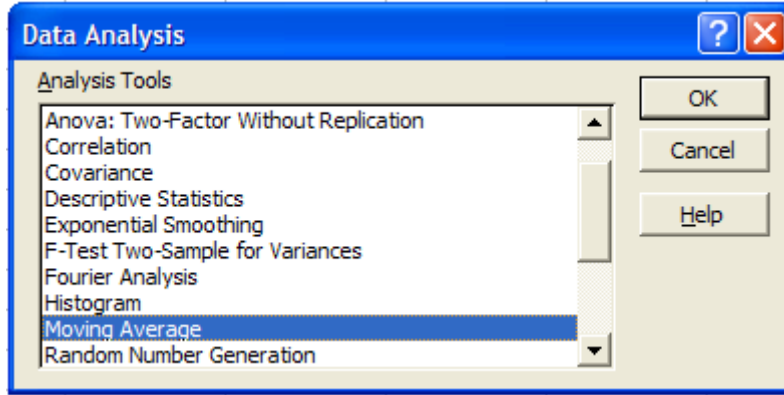 Data Analysis
Analysis Tools
Anova: Two-Factor Without Replication
Correlation
Covariance
Descriptive Statistics
Exponential Smoothing
F-Test Two-Sample for Variances
Fourier Analysis
Histogram
Moving Average
Random Number Generation
OK
Cancel
Help